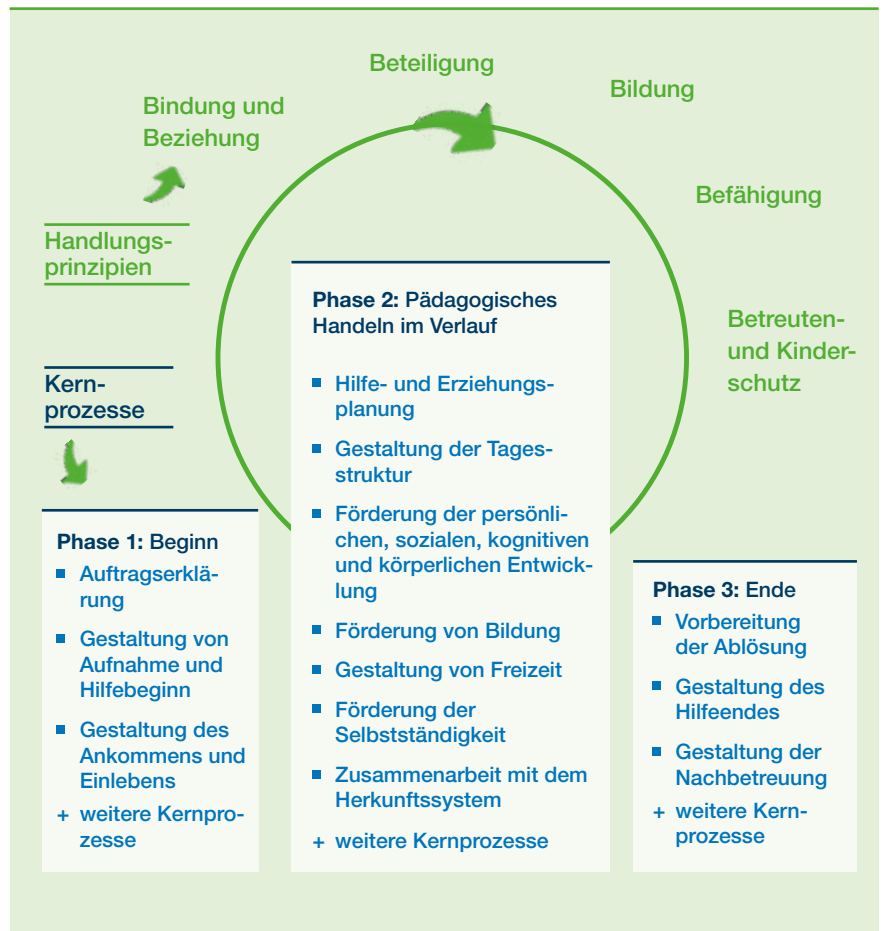 Beteiligung
Bildung
Bindung und
Beziehung
Befähigung
Handlungs-
prinzipien
Betreuten-
und Kinder-
schutz
Kern-
prozesse
Phase 1: Beginn
Auftragserklä-
rung
Gestaltung von
Aufnahme und
Hilfebeginn
Gestaltung des
Ankommens und
Einlebens
+ weitere Kernpro-
zesse
Phase 2: Pädagogisches
Handeln im Verlauf
Hilfe- und Erziehungs-
planung
Gestaltung der Tages-
struktur
Förderung der persönli-
chen, sozialen, kognitiven
und körperlichen Entwick-
lung
Förderung von Bildung
Gestaltung von Freizeit
Förderung der
Selbstständigkeit
Zusammenarbeit mit dem
Herkunftssystem
+ weitere Kernprozesse
Phase 3: Ende
Vorbereitung
der Ablösung
Gestaltung des
Hilfeendes
Gestaltung der
Nachbetreuung
+ weitere Kern-
prozesse